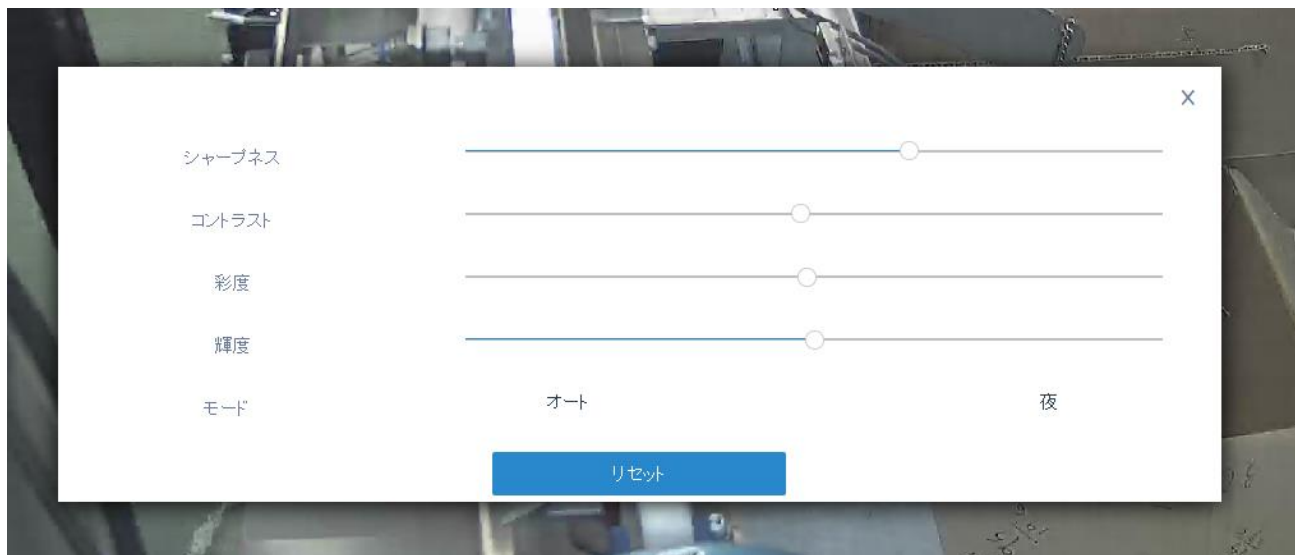 X
シャープネス
コントラスト
彩度
輝度
モード オート 夜
リセット